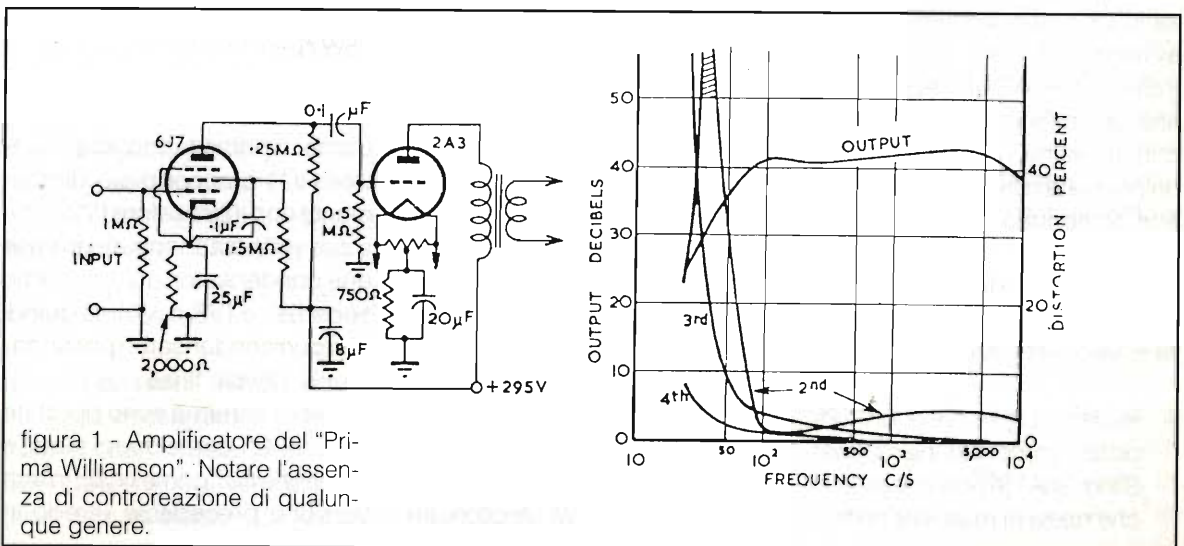 6J7
0·1 µF
·25MΩ
2A3
1MΩ
INPUT
·1µF
1·5MΩ
0·5
MΩ
25µF
2,000Ω
8µF
750Ω
20µF
+295V
figura 1 - Amplificatore del "Pri-
ma Williamson". Notare l'assen-
za di controreazione di qualun-
que genere.
OUTPUT DECIBELS
50
40
30
20
10
0
OUTPUT
3rd
4th
2nd
40
20
0
DISTORTION PERCENT
10
50
10²
500
10³
5,000
10⁴
FREQUENCY C/S